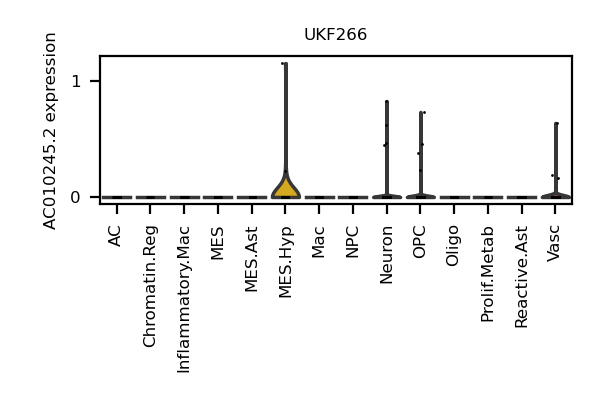 UKF266
AC010245.2 expression
1
0
AC
Chromatin.Reg
Inflammatory.Mac
MES
MES.Ast
MES.Hyp
Mac
NPC
Neuron
OPC
Oligo
Prolif.Metab
Reactive.Ast
Vasc